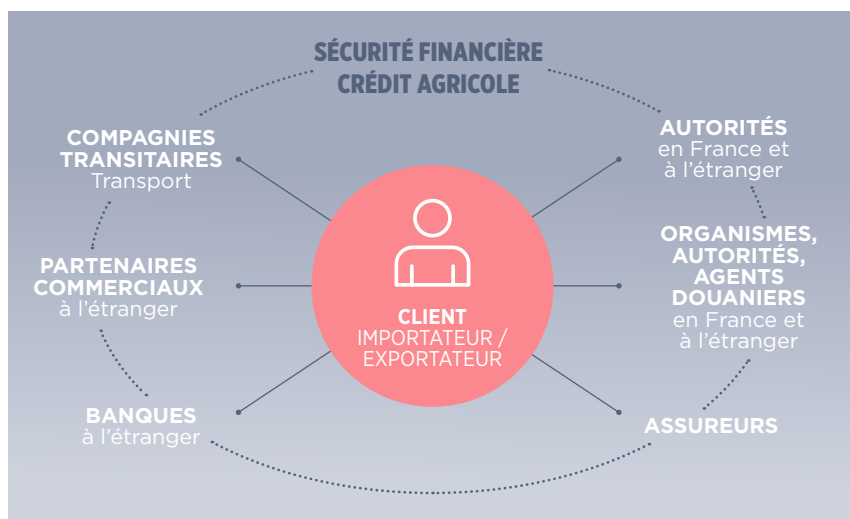 SÉCURITÉ FINANCIÈRE
CRÉDIT AGRICOLE
COMPAGNIES
TRANSITAIRES
Transport
PARTENAIRES
COMMERCIAUX
à l’étranger
BANQUES
à l’étranger
CLIENT
IMPORTATEUR /
EXPORTATEUR
AUTORITÉS
en France et
à l’étranger
ORGANISMES,
AUTORITÉS,
AGENTS
DOUANIERS
en France et
à l’étranger
ASSUREURS